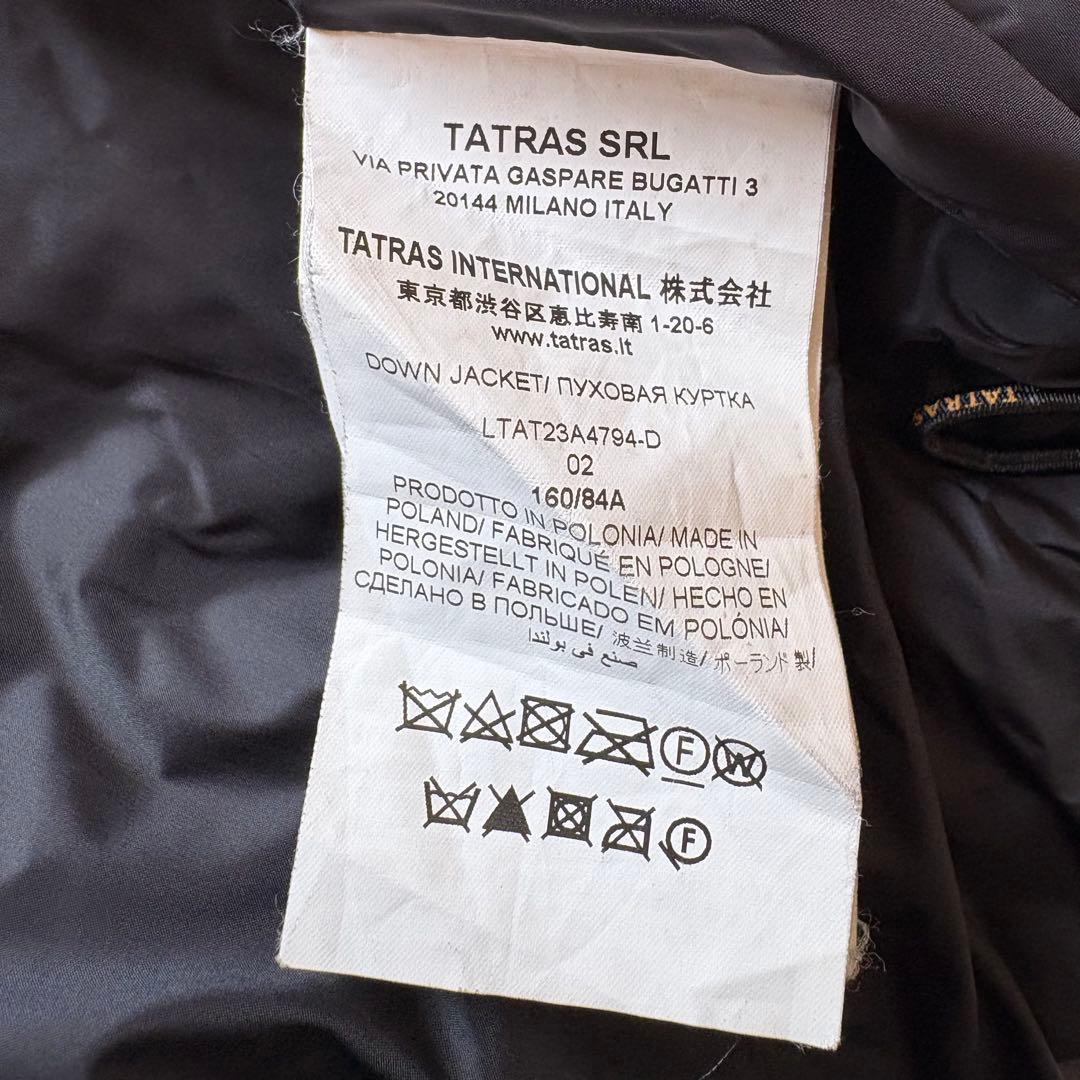 TATRAS SRL
VIA PRIVATA GASPARE BUGATTI 3
20144 MILANO ITALY
TATRAS INTERNATIONAL 株式会社
東京都渋谷区恵比寿南 1-20-6
www.tatras.it
DOWN JACKET/ ПУХОВАЯ КУРТКА
LTAT23A4794-D
02
160/84A
PRODOTTO IN POLONIA/ MADE IN
POLAND/ FABRIQUÉ EN POLOGNE/
HERGESTELLT IN POLEN/ HECHO EN
POLONIA/ FABRICADO EM POLÓNIA/
СДЕЛАНО В ПОЛЬШЕ/ 波兰制造/ ポーランド製/
صنع في بولندا
F W
F
TATRAS